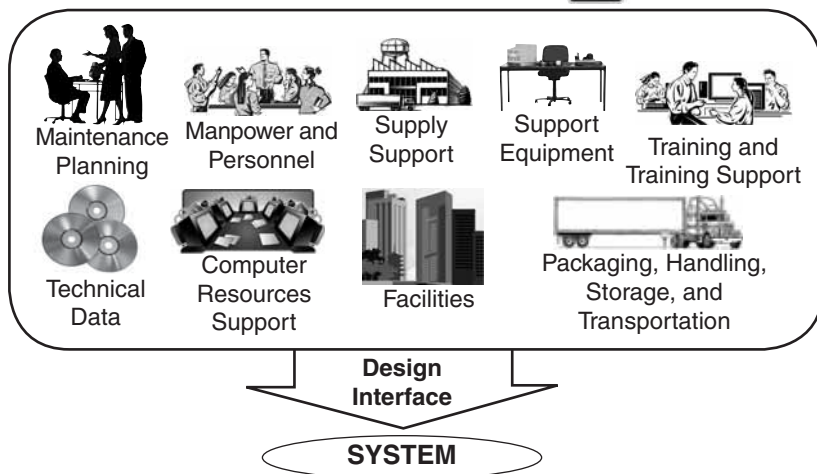 Maintenance
Planning
Manpower and
Personnel
Supply
Support
Support
Equipment
Training and
Training Support
Technical
Data
Computer
Resources
Support
Facilities
Packaging, Handling,
Storage, and
Transportation
Design
Interface
SYSTEM